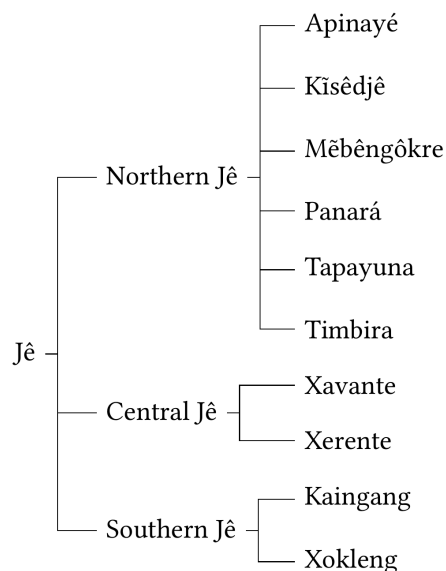 Apinayé
Kĩsêdjê
Mẽbêngôkre
Northern Jê
Panará
Tapayuna
Timbira
Jê
Xavante
Central Jê
Xerente
Kaingang
Southern Jê
Xokleng